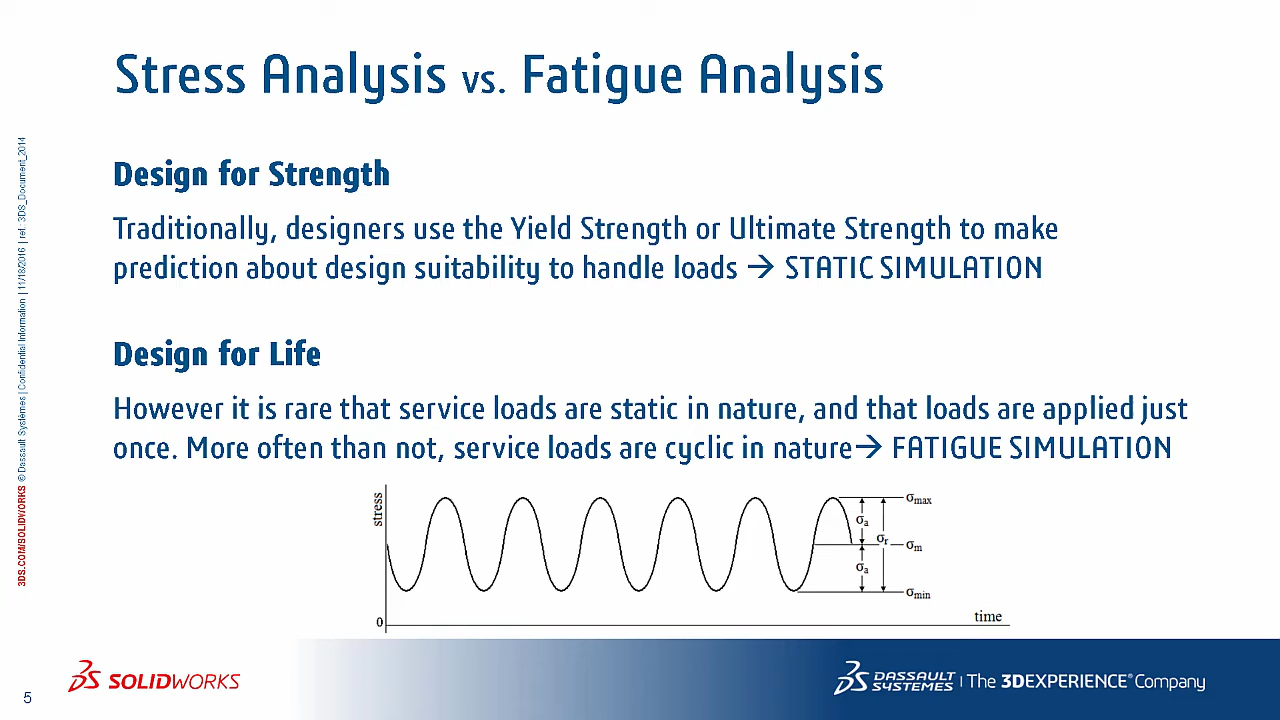 Stress Analysis vs. Fatigue Analysis
Design for Strength
Traditionally, designers use the Yield Strength or Ultimate Strength to make
prediction about design suitability to handle loads → STATIC SIMULATION
Design for Life
However it is rare that service loads are static in nature, and that loads are applied just
once. More often than not, service loads are cyclic in nature→ FATIGUE SIMULATION
stress
σmax
σa
σr
σm
σa
σmin
0
time
3DS.COM/SOLIDWORKS © Dassault Systèmes | Confidential Information | 11/18/2016 | ref.: 3DS_Document_2014
5
SOLIDWORKS
DASSAULT SYSTEMES | The 3DEXPERIENCE® Company